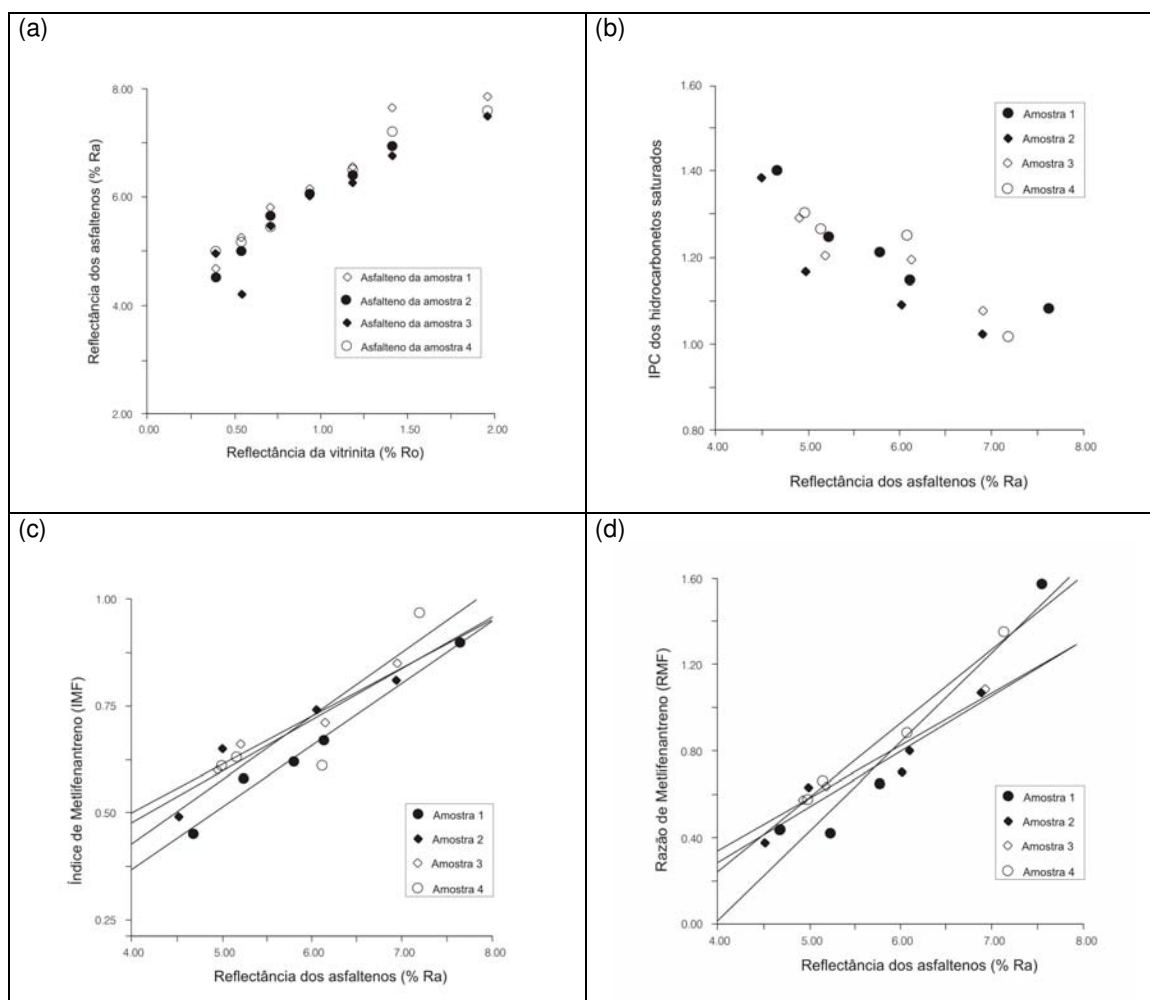 (a)
Reflectância dos asfaltenos (% Ra)
8.00
6.00
4.00
2.00
0.00
0.50
1.00
1.50
2.00
Reflectância da vitrinita (% Ro)
Asfalteno da amostra 1
Asfalteno da amostra 2
Asfalteno da amostra 3
Asfalteno da amostra 4
(b)
IPC dos hidrocarbonetos saturados
1.60
1.40
1.20
1.00
0.80
4.00
5.00
6.00
7.00
8.00
Reflectância dos asfaltenos (% Ra)
Amostra 1
Amostra 2
Amostra 3
Amostra 4
(c)
Índice de Metlifenantreno (IMF)
1.00
0.75
0.50
0.25
4.00
5.00
6.00
7.00
8.00
Reflectância dos asfaltenos (% Ra)
Amostra 1
Amostra 2
Amostra 3
Amostra 4
(d)
Razão de Metlifenantreno (RMF)
1.60
1.20
0.80
0.40
0.00
4.00
5.00
6.00
7.00
8.00
Reflectância dos asfaltenos (% Ra)
Amostra 1
Amostra 2
Amostra 3
Amostra 4